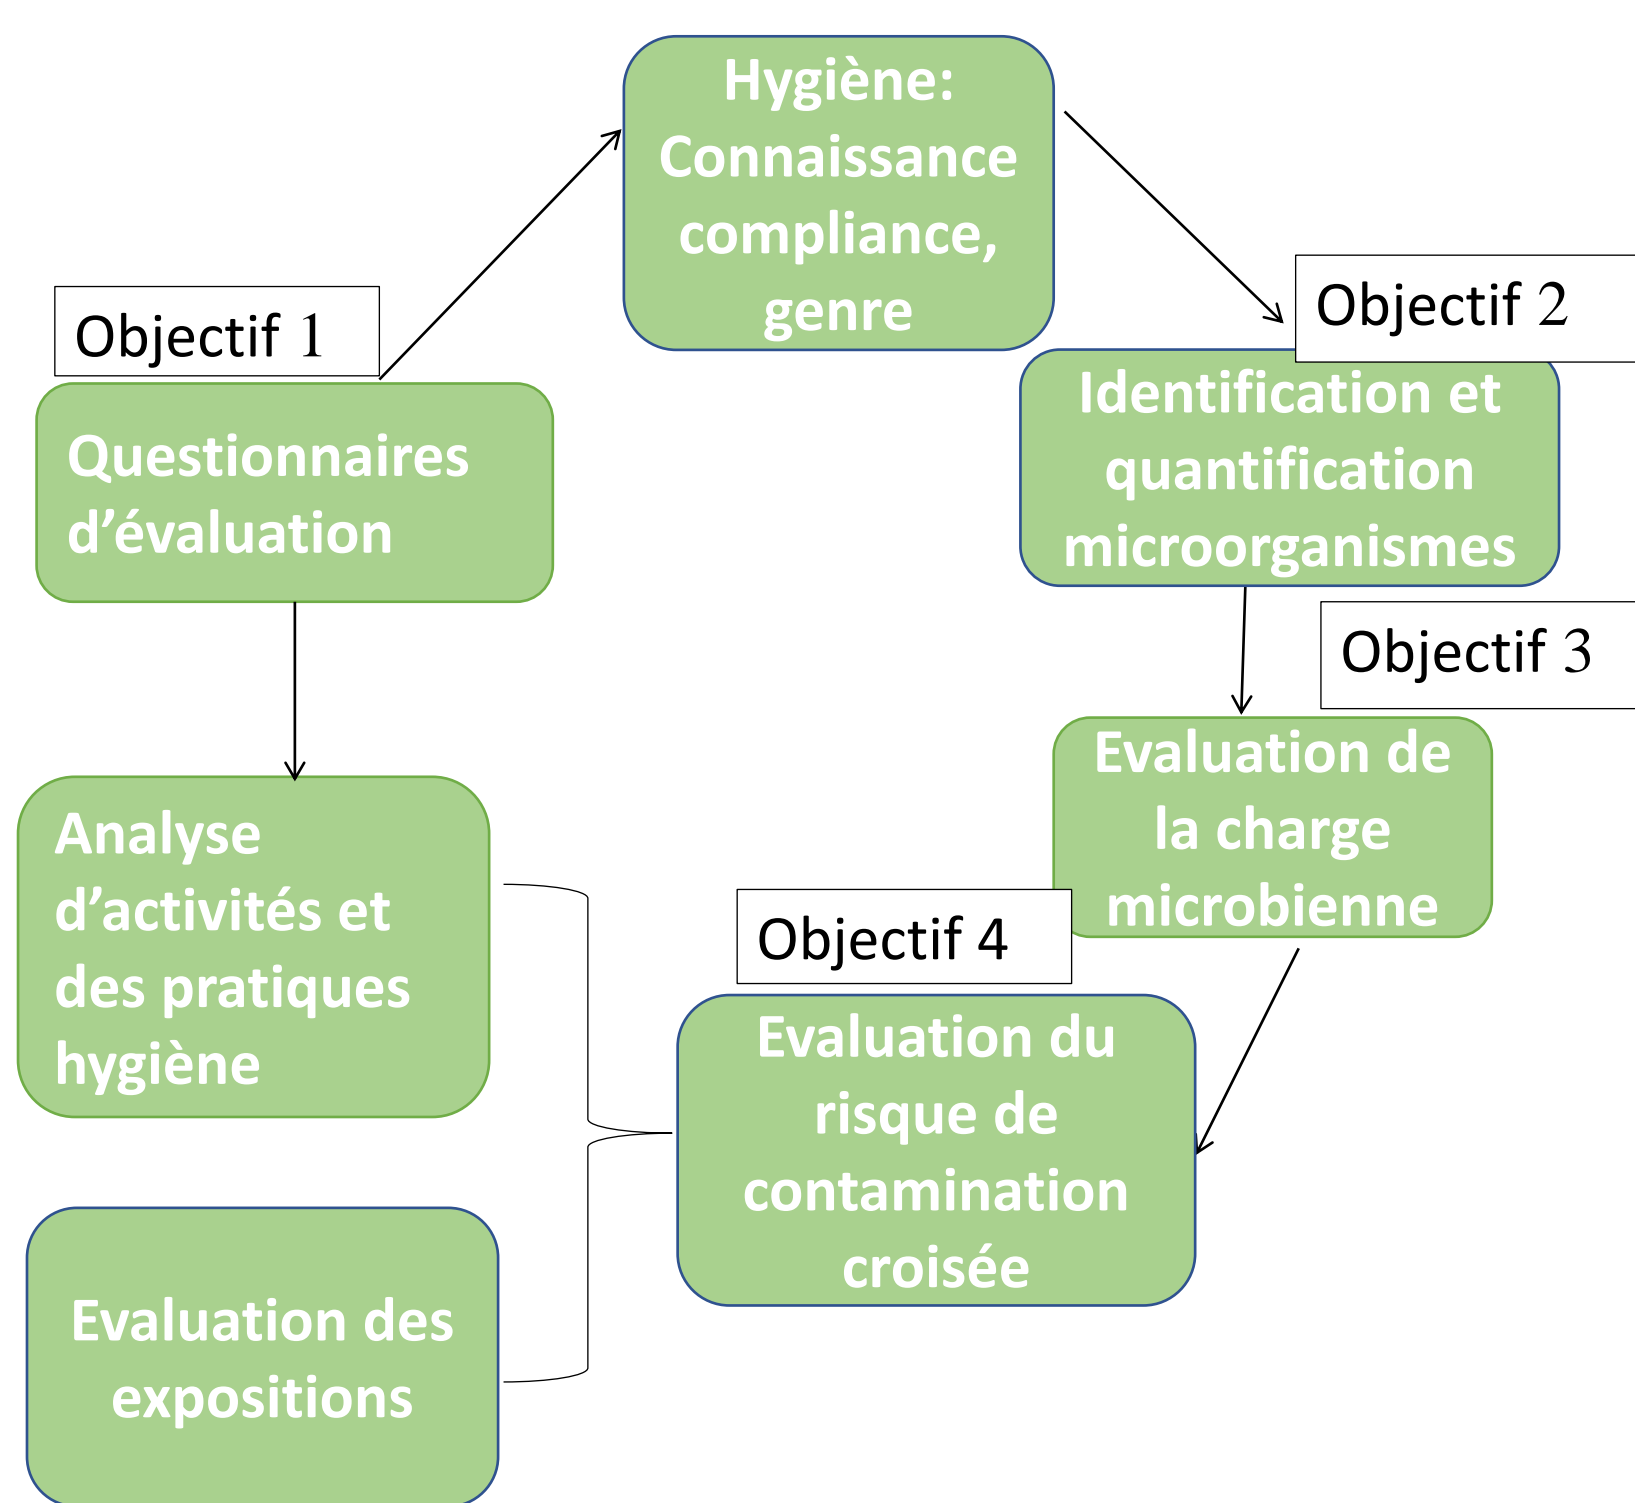 Hygiène:
Connaissance
compliance,
genre
Objectif 1
Questionnaires
d’évaluation
Objectif 2
Identification et
quantification
microorganismes
Objectif 3
Evaluation de
la charge
microbienne
Analyse
d’activités et
des pratiques
hygiène
Objectif 4
Evaluation du
risque de
contamination
croisée
Evaluation des
expositions